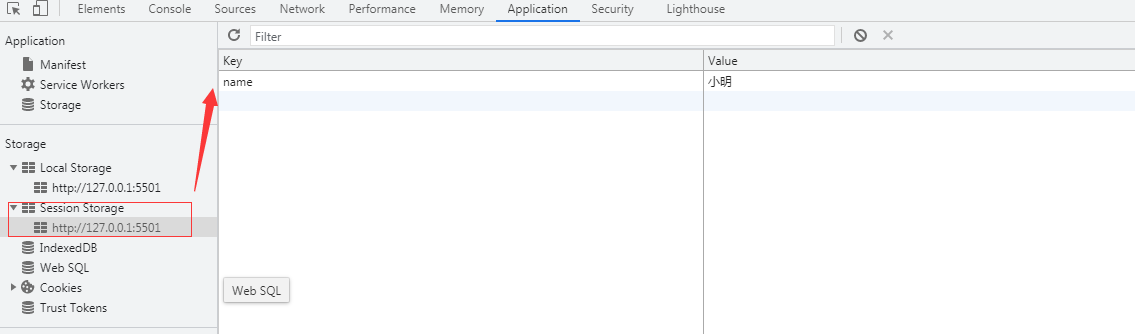 Elements Console Sources Network Performance Memory Application Security Lighthouse
Application
Manifest
Service Workers
Storage
Storage
Local Storage
http://127.0.0.1:5501
Session Storage
http://127.0.0.1:5501
IndexedDB
Web SQL
Cookies
Trust Tokens
Filter
Key Value
name 小明
Web SQL